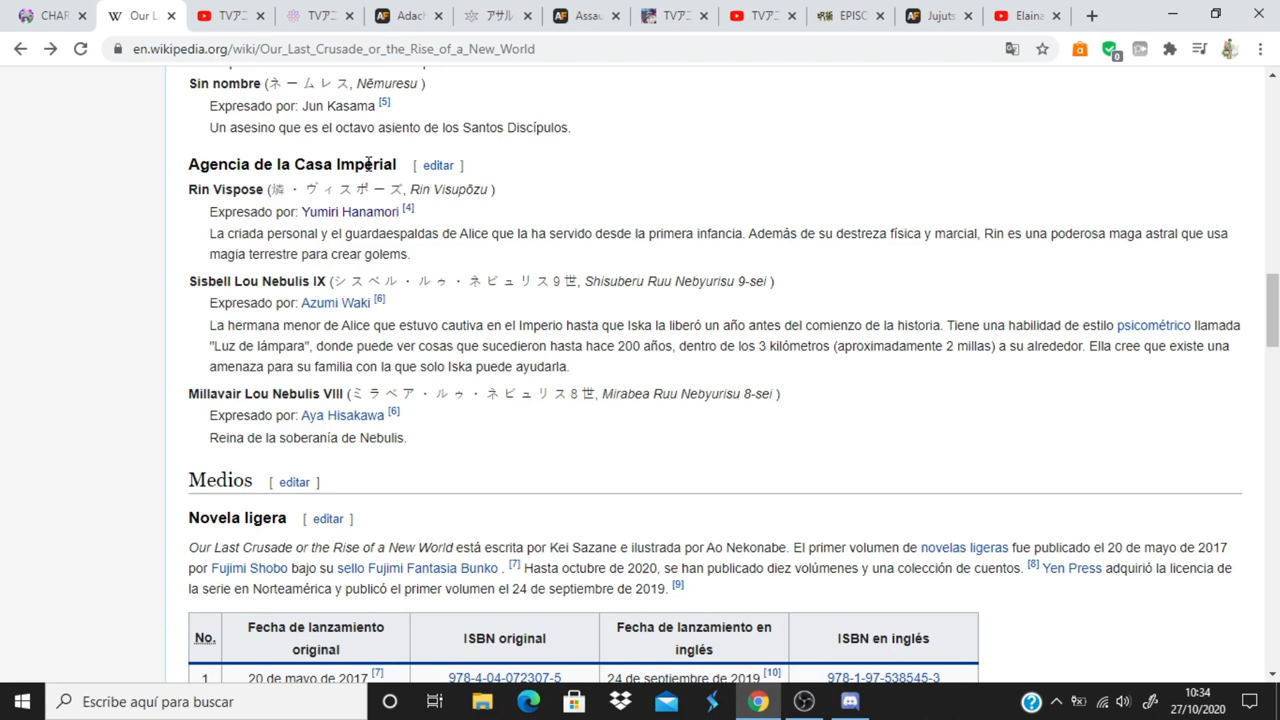 CHAR
Our L
TVアニ
TVアニ
Adach
アサル
Assau
TVアニ
TVアニ
EPISC
Jujuts
Elaina
en.wikipedia.org/wiki/Our_Last_Crusade_or_the_Rise_of_a_New_World
Sin nombre (ネームレス, Nēmuresu )
Expresado por: Jun Kasama [5]
Un asesino que es el octavo asiento de los Santos Discípulos.
Agencia de la Casa Imperial [ editar ]
Rin Vispose (燐・ヴィスポーズ, Rin Visupōzu )
Expresado por: Yumiri Hanamori [4]
La criada personal y el guardaespaldas de Alice que la ha servido desde la primera infancia. Además de su destreza física y marcial, Rin es una poderosa maga astral que usa
magia terrestre para crear golems.
Sisbell Lou Nebulis IX (シスベル・ルゥ・ネビュリス9世, Shisuberu Ruu Nebyurisu 9-sei )
Expresado por: Azumi Waki [6]
La hermana menor de Alice que estuvo cautiva en el Imperio hasta que Iska la liberó un año antes del comienzo de la historia. Tiene una habilidad de estilo psicométrico llamada
"Luz de lámpara", donde puede ver cosas que sucedieron hasta hace 200 años, dentro de los 3 kilómetros (aproximadamente 2 millas) a su alrededor. Ella cree que existe una
amenaza para su familia con la que solo Iska puede ayudarla.
Millavair Lou Nebulis VIII (ミラベア・ルゥ・ネビュリス8世, Mirabea Ruu Nebyurisu 8-sei )
Expresado por: Aya Hisakawa [6]
Reina de la soberanía de Nebulis.
Medios [ editar ]
Novela ligera [ editar ]
Our Last Crusade or the Rise of a New World está escrita por Kei Sazane e ilustrada por Ao Nekonabe. El primer volumen de novelas ligeras fue publicado el 20 de mayo de 2017
por Fujimi Shobo bajo su sello Fujimi Fantasia Bunko . [7] Hasta octubre de 2020, se han publicado diez volúmenes y una colección de cuentos. [8] Yen Press adquirió la licencia de
la serie en Norteamérica y publicó el primer volumen el 24 de septiembre de 2019. [9]
No.
Fecha de lanzamiento
original
ISBN original
Fecha de lanzamiento en
inglés
ISBN en inglés
1 20 de mayo de 2017 [7] 978-4-04-072307-5 24 de septiembre de 2019 [10] 978-1-97-538545-3
Escribe aquí para buscar
10:34
27/10/2020